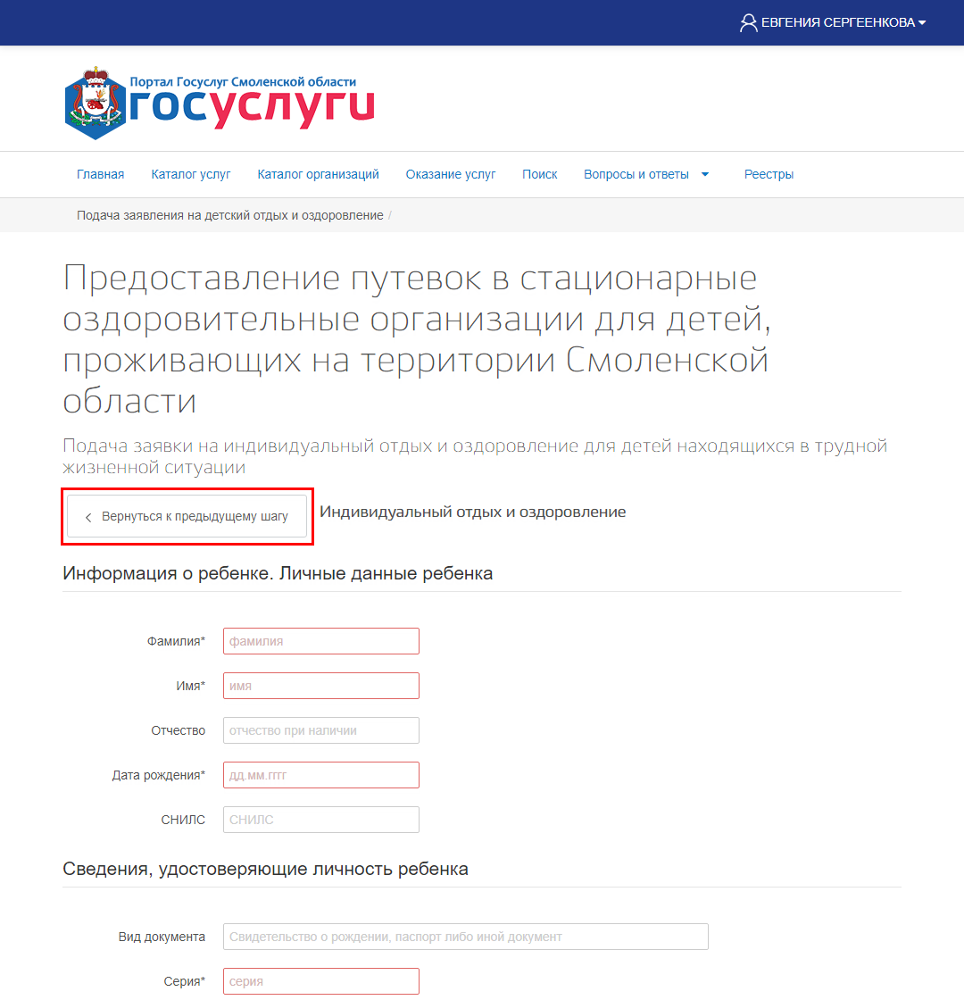 ЕВГЕНИЯ СЕРГЕЕНКОВА
Портал Госуслуг Смоленской области
госуслуги
Главная Каталог услуг Каталог организаций Оказание услуг Поиск Вопросы и ответы Реестры
Подача заявления на детский отдых и оздоровление /
Предоставление путевок в стационарные
оздоровительные организации для детей,
проживающих на территории Смоленской
области
Подача заявки на индивидуальный отдых и оздоровление для детей находящихся в трудной
жизненной ситуации
Вернуться к предыдущему шагу Индивидуальный отдых и оздоровление
Информация о ребенке. Личные данные ребенка
Фамилия* фамилия
Имя* имя
Отчество отчество при наличии
Дата рождения* дд.мм.гггг
СНИЛС СНИЛС
Сведения, удостоверяющие личность ребенка
Вид документа Свидетельство о рождении, паспорт либо иной документ
Серия* серия